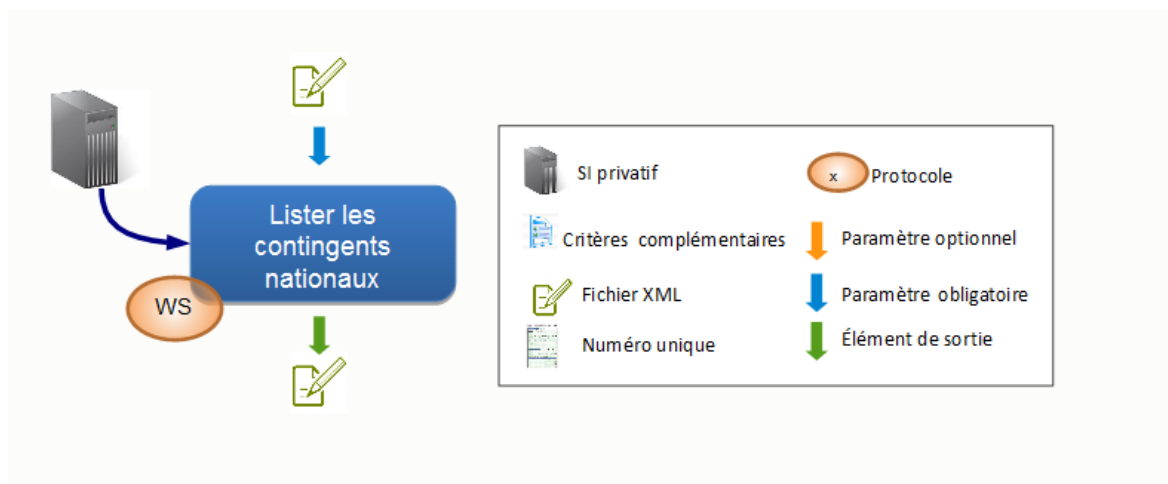 Lister les
contingents
nationaux
WS
SI privatif
x
Protocole
Critères complémentaires
Paramètre optionnel
Fichier XML
Paramètre obligatoire
Numéro unique
Élément de sortie